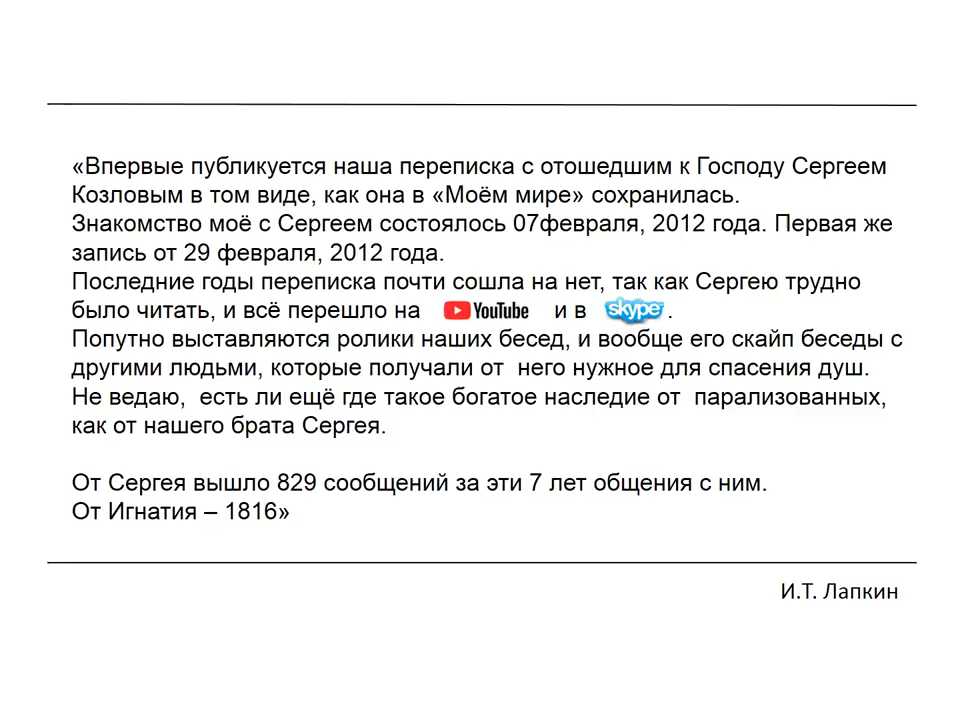 «Впервые публикуется наша переписка с отошедшим к Господу Сергеем
Козловым в том виде, как она в «Моём мире» сохранилась.
Знакомство моё с Сергеем состоялось 07февраля, 2012 года. Первая же
запись от 29 февраля, 2012 года.
Последние годы переписка почти сошла на нет, так как Сергею трудно
было читать, и всё перешло на YouTube и в skype.
Попутно выставляются ролики наших бесед, и вообще его скайп беседы с
другими людьми, которые получали от  него нужное для спасения душ.
Не ведаю,  есть ли ещё где такое богатое наследие от  парализованных,
как от нашего брата Сергея.
От Сергея вышло 829 сообщений за эти 7 лет общения с ним.
От Игнатия – 1816»
И.Т. Лапкин